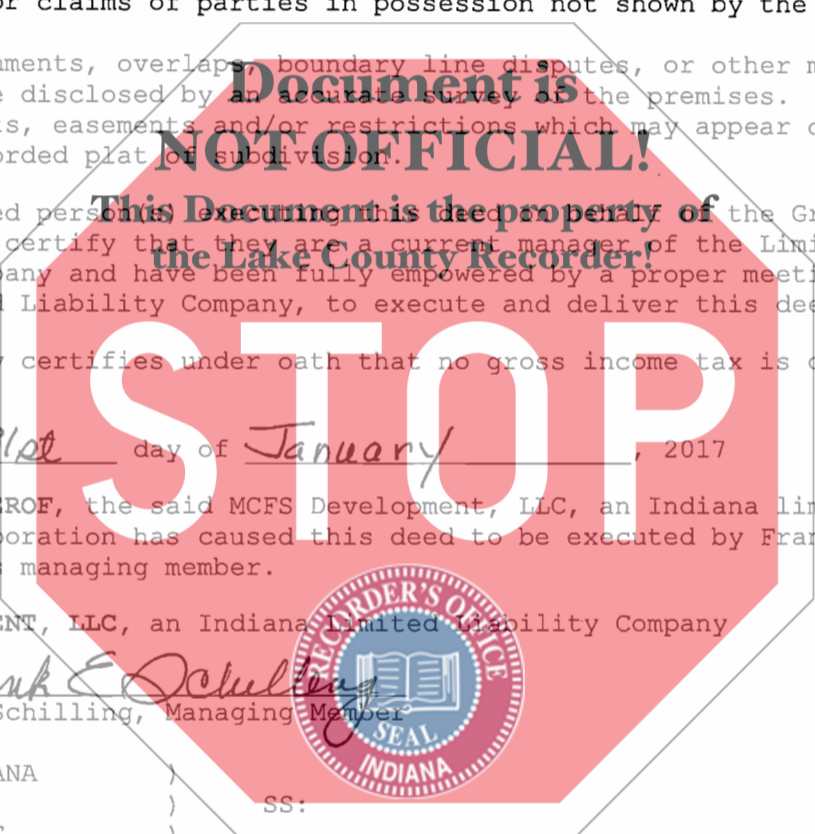 or claims of parties in possession not shown by the
ments, overlaps, boundary line disputes, or other m
e disclosed by an accurate survey of the premises.
s, easements and/or restrictions which may appear o
orded plat of subdivision.
Document is
NOT OFFICIAL!
This Document is the property of
the Lake County Recorder!
ed person(s) executing this deed on behalf of the Gr
certify that they are a current manager of the Limi
any and have been fully empowered by a proper meeti
d Liability Company, to execute and deliver this dee
y certifies under oath that no gross income tax is d
STOP
31st day of January, 2017
EROF, the said MCFS Development, LLC, an Indiana lim
poration has caused this deed to be executed by Fran
s managing member.
ENT, LLC, an Indiana Limited Liability Company
nk E Schilling
Schilling, Managing Member
RECORDER'S OFFICE
SEAL
INDIANA
ANA )
) SS:
)